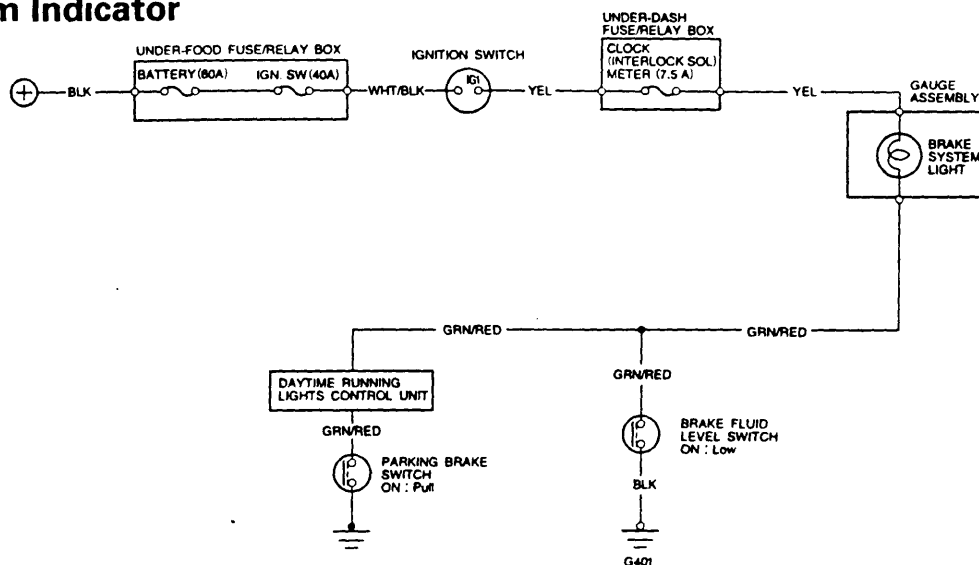 m Indicator
UNDER-FOOD FUSE/RELAY BOX
BATTERY (80A) IGN. SW (40A)
IGNITION SWITCH
IG1
UNDER-DASH
FUSE/RELAY BOX
CLOCK
(INTERLOCK SOL)
METER (7.5 A)
BLK
WHT/BLK
YEL
YEL
GAUGE
ASSEMBLY
BRAKE
SYSTEM
LIGHT
GRN/RED
GRN/RED
DAYTIME RUNNING
LIGHTS CONTROL UNIT
GRN/RED
PARKING BRAKE
SWITCH
ON : Pull
GRN/RED
BRAKE FLUID
LEVEL SWITCH
ON : Low
BLK
G401